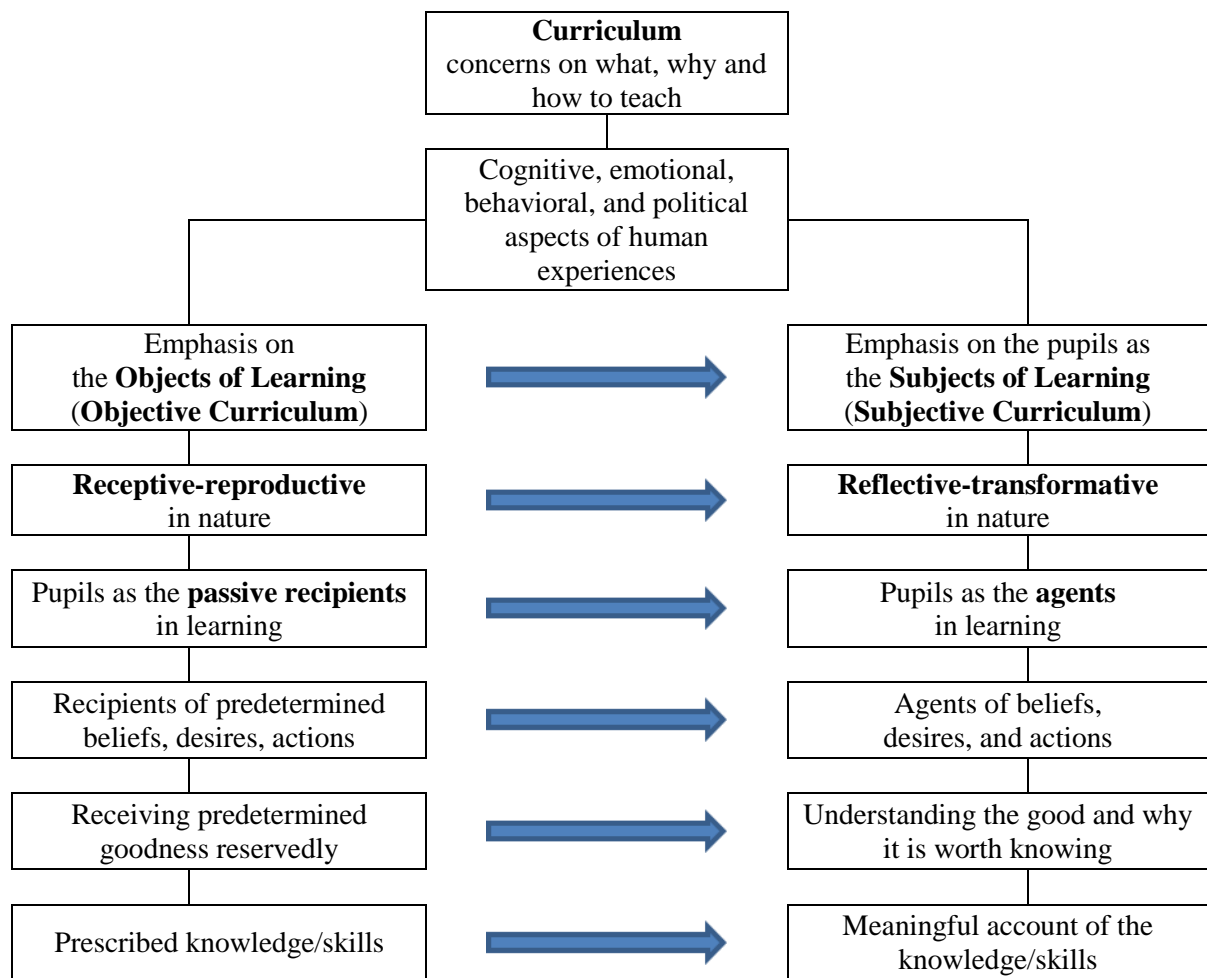 Curriculum
concerns on what, why and
how to teach
Cognitive, emotional,
behavioral, and political
aspects of human
experiences
Emphasis on
the Objects of Learning
(Objective Curriculum)
Emphasis on the pupils as
the Subjects of Learning
(Subjective Curriculum)
Receptive-reproductive
in nature
Reflective-transformative
in nature
Pupils as the passive recipients
in learning
Pupils as the agents
in learning
Recipients of predetermined
beliefs, desires, actions
Agents of beliefs,
desires, and actions
Receiving predetermined
goodness reservedly
Understanding the good and why
it is worth knowing
Prescribed knowledge/skills
Meaningful account of the
knowledge/skills